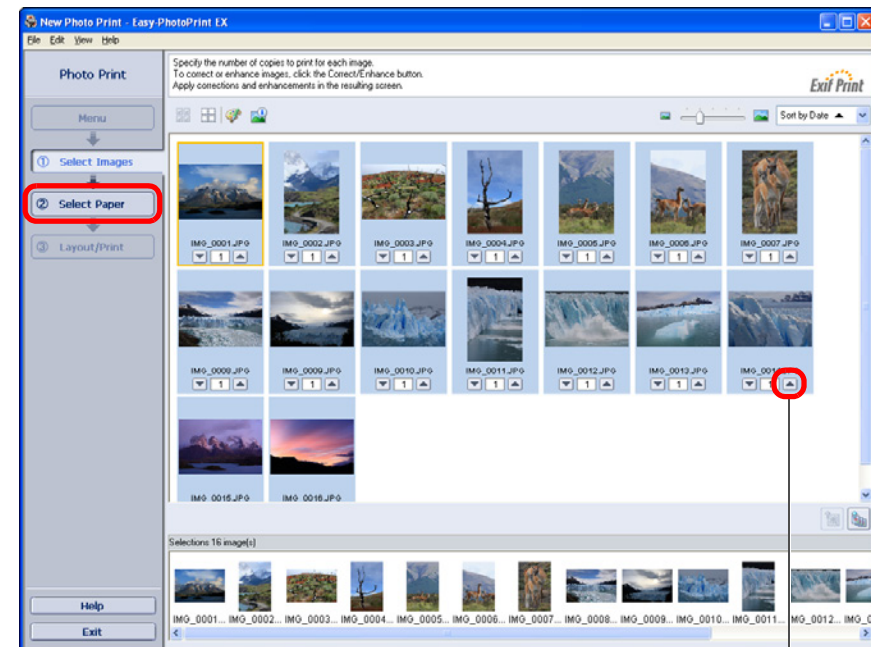 New Photo Print - Easy-PhotoPrint EX
File Edit View Help
Photo Print
Specify the number of copies to print for each image.
To correct or enhance images, click the Correct/Enhance button.
Apply corrections and enhancements in the resulting screen.
Exif Print
Menu
Sort by Date
① Select Images
② Select Paper
③ Layout/Print
IMG_0001.JPG IMG_0002.JPG IMG_0003.JPG IMG_0004.JPG IMG_0005.JPG IMG_0006.JPG IMG_0007.JPG
1 1 1 1 1 1 1
IMG_0008.JPG IMG_0009.JPG IMG_0010.JPG IMG_0011.JPG IMG_0012.JPG IMG_0013.JPG
1 1 1 1 1 1 1
IMG_0015.JPG IMG_0016.JPG
Selections 16 image(s)
Help
Exit
IMG_0001... IMG_0002... IMG_0003... IMG_0004... IMG_0005... IMG_0006... IMG_0007... IMG_0008... IMG_0009... IMG_0010... IMG_0011... IMG_0012...